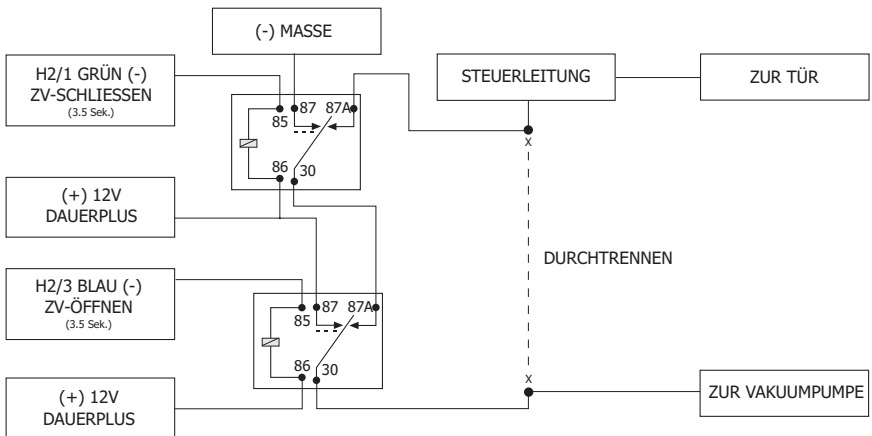 (-) MASSE
H2/1 GRÜN (-)
ZV-SCHLIESSEN
(3.5 Sek.)
STEUERLEITUNG
ZUR TÜR
87 87A
85
86 30
X
(+) 12V
DAUERPLUS
DURCHTRENNEN
H2/3 BLAU (-)
ZV-ÖFFNEN
(3.5 Sek.)
87 87A
85
86 30
X
(+) 12V
DAUERPLUS
ZUR VAKUUMPUMPE